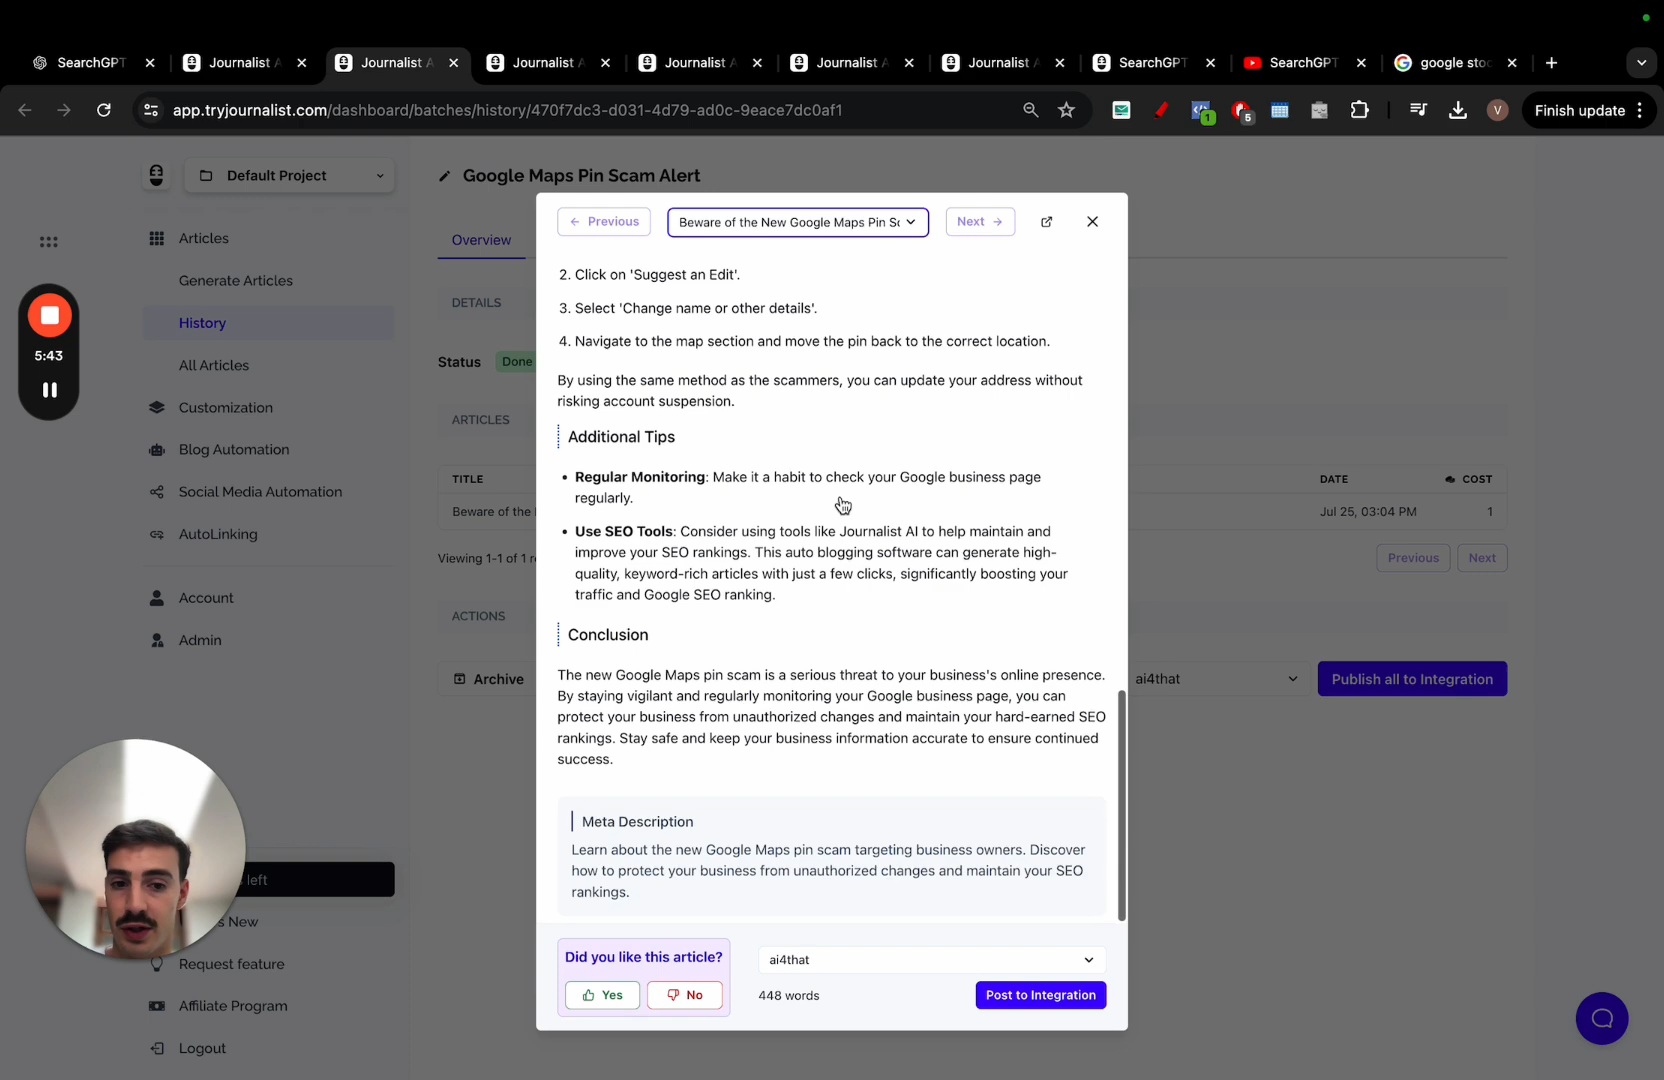 SearchGPT
Journalist A
Journalist A
Journalist A
Journalist A
Journalist A
Journalist A
SearchGPT
SearchGPT
google stoc
app.tryjournalist.com/dashboard/batches/history/470f7dc3-d031-4d79-ad0c-9eace7dc0af1
1
5
V
Finish update
Default Project
Google Maps Pin Scam Alert
Articles
Generate Articles
History
All Articles
Customization
Blog Automation
Social Media Automation
AutoLinking
Account
Admin
left
New
Request feature
Affiliate Program
Logout
5:43
Overview
DETAILS
Status Done
ARTICLES
TITLE
DATE
COST
Beware of the
Jul 25, 03:04 PM
1
Viewing 1-1 of 1 r
Previous
Next
ACTIONS
Archive
ai4that
Publish all to Integration
← Previous
Beware of the New Google Maps Pin Sc
Next →
2. Click on 'Suggest an Edit'.
3. Select 'Change name or other details'.
4. Navigate to the map section and move the pin back to the correct location.
By using the same method as the scammers, you can update your address without
risking account suspension.
Additional Tips
• Regular Monitoring: Make it a habit to check your Google business page
regularly.
• Use SEO Tools: Consider using tools like Journalist AI to help maintain and
improve your SEO rankings. This auto blogging software can generate high-
quality, keyword-rich articles with just a few clicks, significantly boosting your
traffic and Google SEO ranking.
Conclusion
The new Google Maps pin scam is a serious threat to your business's online presence.
By staying vigilant and regularly monitoring your Google business page, you can
protect your business from unauthorized changes and maintain your hard-earned SEO
rankings. Stay safe and keep your business information accurate to ensure continued
success.
Meta Description
Learn about the new Google Maps pin scam targeting business owners. Discover
how to protect your business from unauthorized changes and maintain your SEO
rankings.
Did you like this article?
Yes
No
ai4that
448 words
Post to Integration